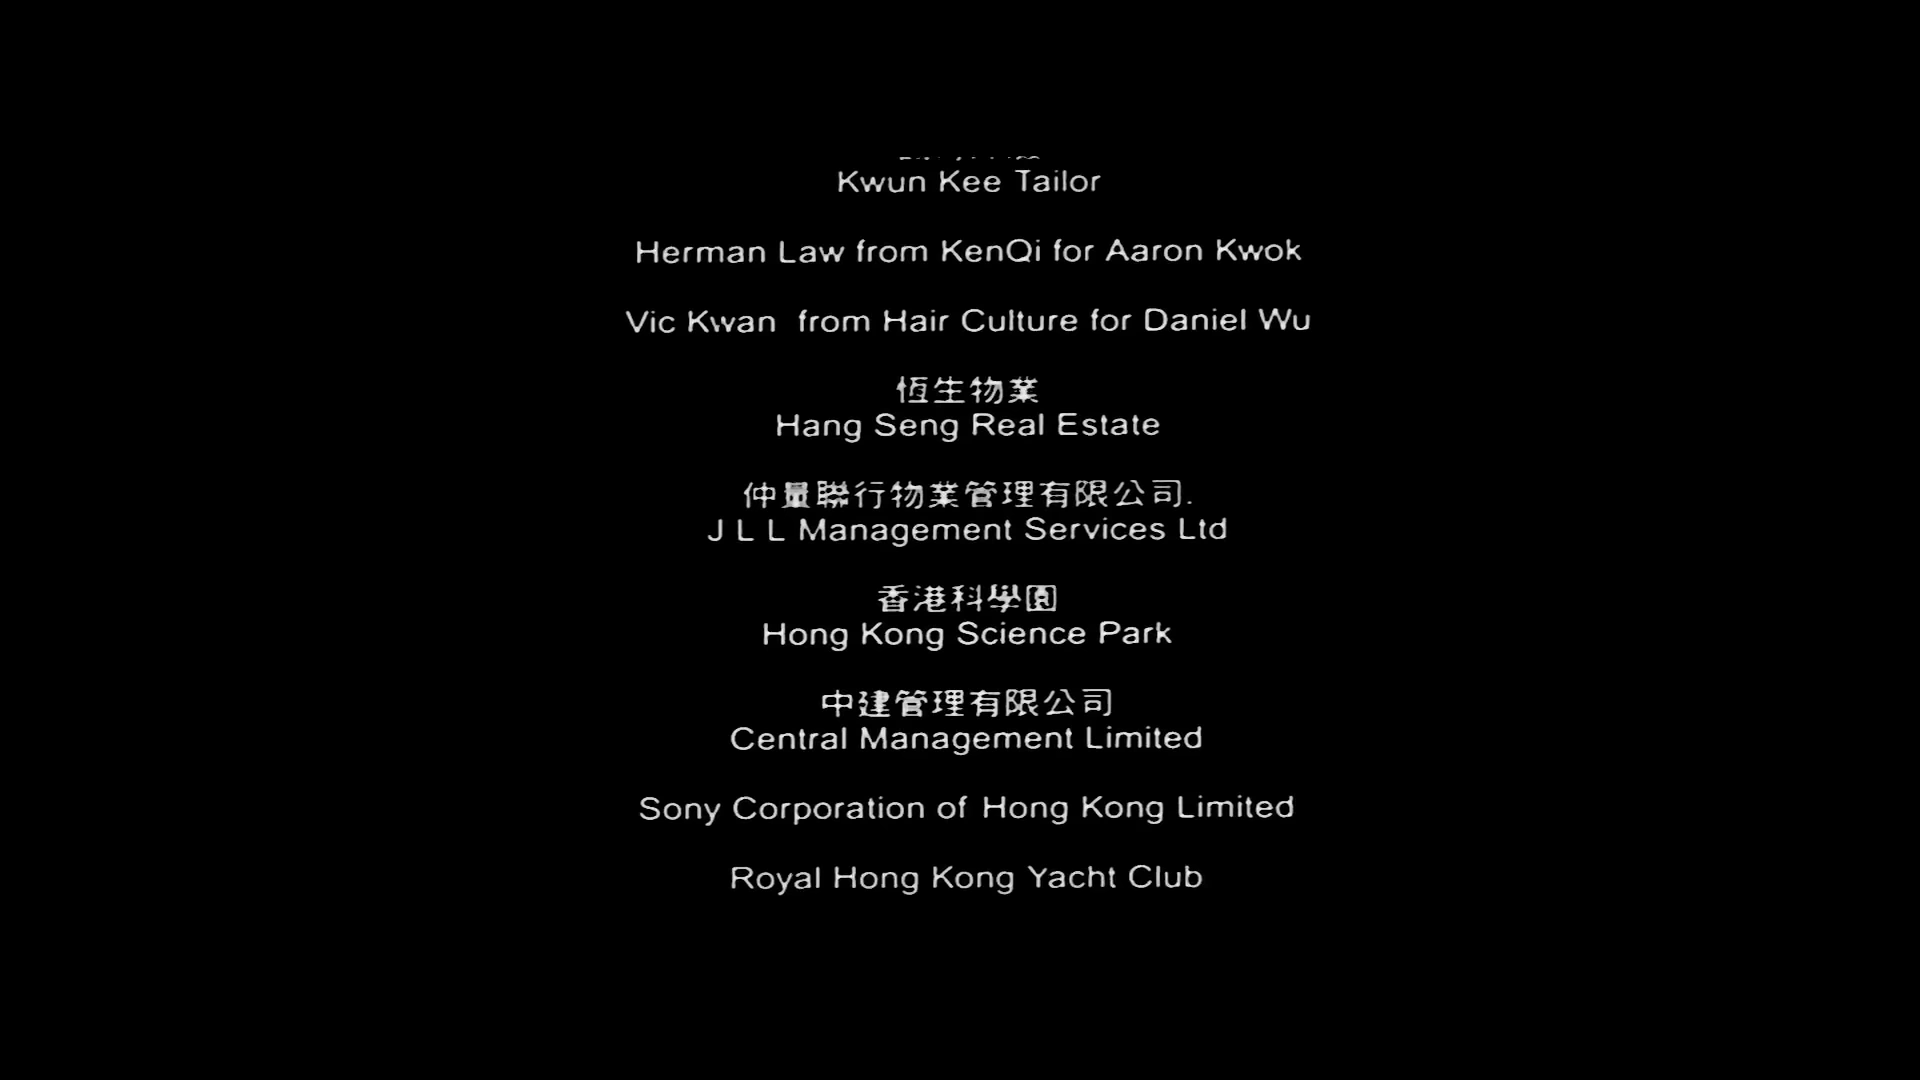 Kwun Kee Tailor
Herman Law from KenQi for Aaron Kwok
Vic Kwan from Hair Culture for Daniel Wu
恆生物業
Hang Seng Real Estate
仲量聯行物業管理有限公司.
J L L Management Services Ltd
香港科學園
Hong Kong Science Park
中建管理有限公司
Central Management Limited
Sony Corporation of Hong Kong Limited
Royal Hong Kong Yacht Club